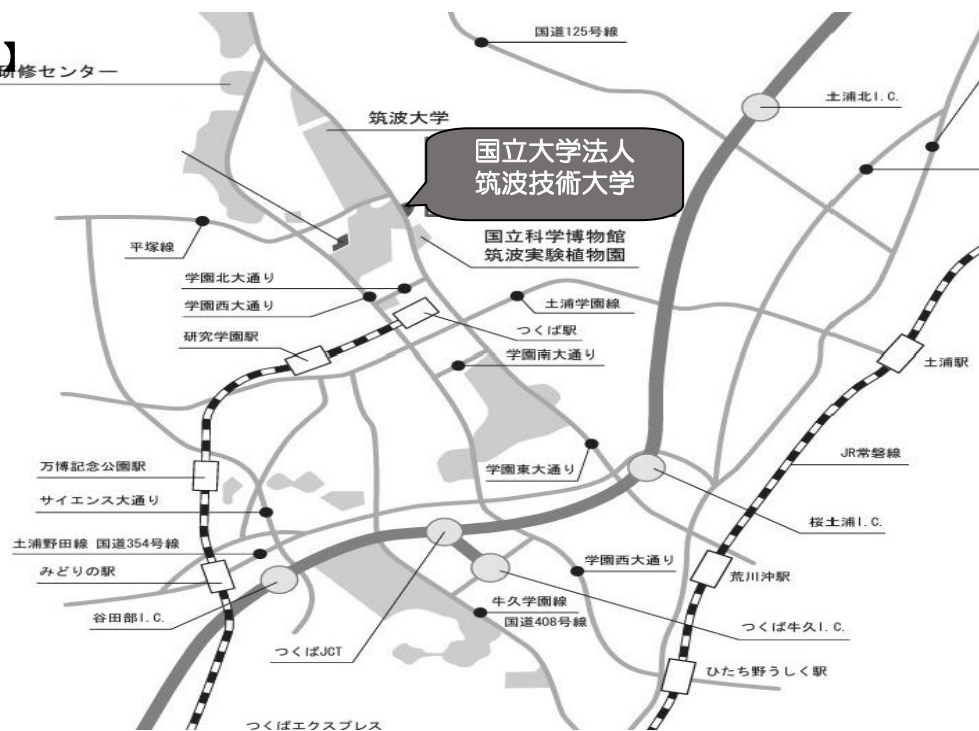 】
国道125号線
研修センター
土浦北I.C.
筑波大学
国立大学法人
筑波技術大学
国立科学博物館
筑波実験植物園
平塚線
学園北大通り
学園西大通り
土浦学園線
つくば駅
研究学園駅
学園南大通り
土浦駅
JR常磐線
万博記念公園駅
学園東大通り
サイエンス大通り
桜土浦I.C.
土浦野田線 国道354号線
みどりの駅
学園西大通り
荒川沖駅
牛久学園線
国道408号線
谷田部I.C.
つくば牛久I.C.
つくばJCT
ひたち野うしく駅
つくばエクスプレス